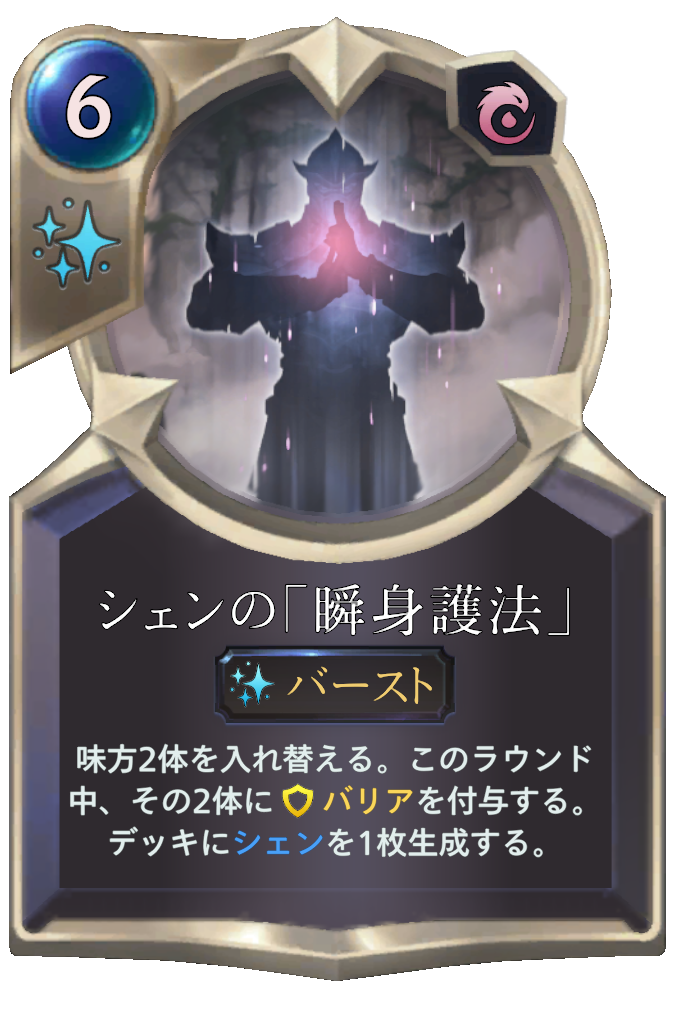 6
シェンの「瞬身護法」
バースト
味方2体を入れ替える。このラウンド
中、その2体に バリアを付与する。
デッキにシェンを1枚生成する。